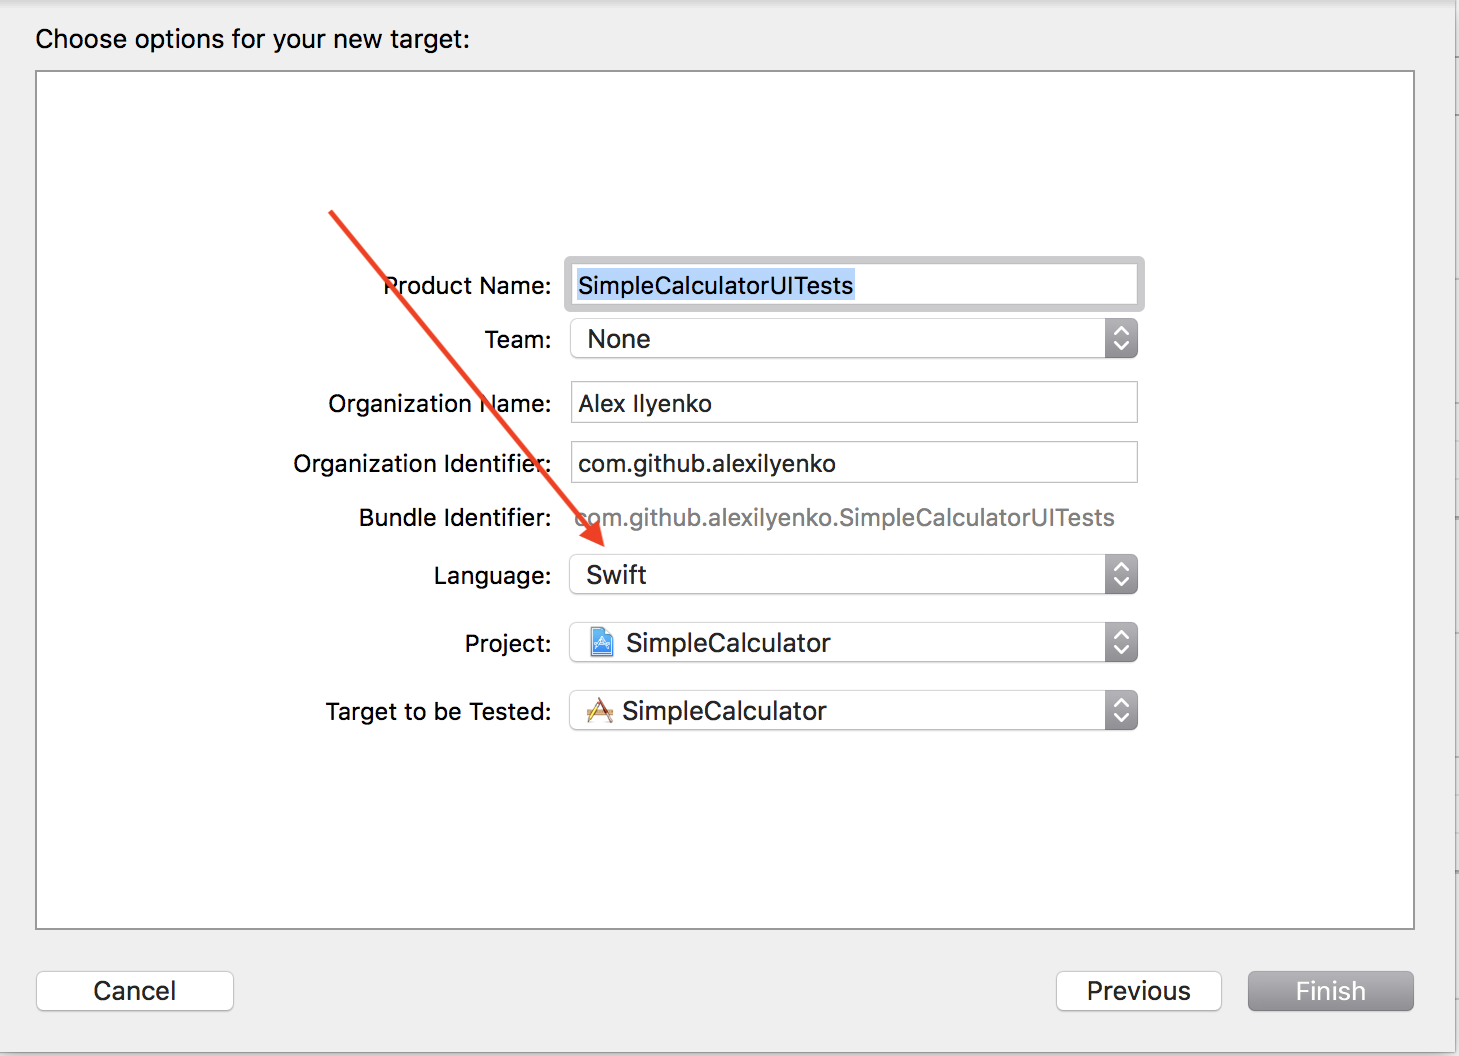 Choose options for your new target:
Product Name: SimpleCalculatorUITests
Team: None
Organization Name: Alex Ilyenko
Organization Identifier: com.github.alexilyenko
Bundle Identifier: com.github.alexilyenko.SimpleCalculatorUITests
Language: Swift
Project: SimpleCalculator
Target to be Tested: SimpleCalculator
Cancel Previous Finish